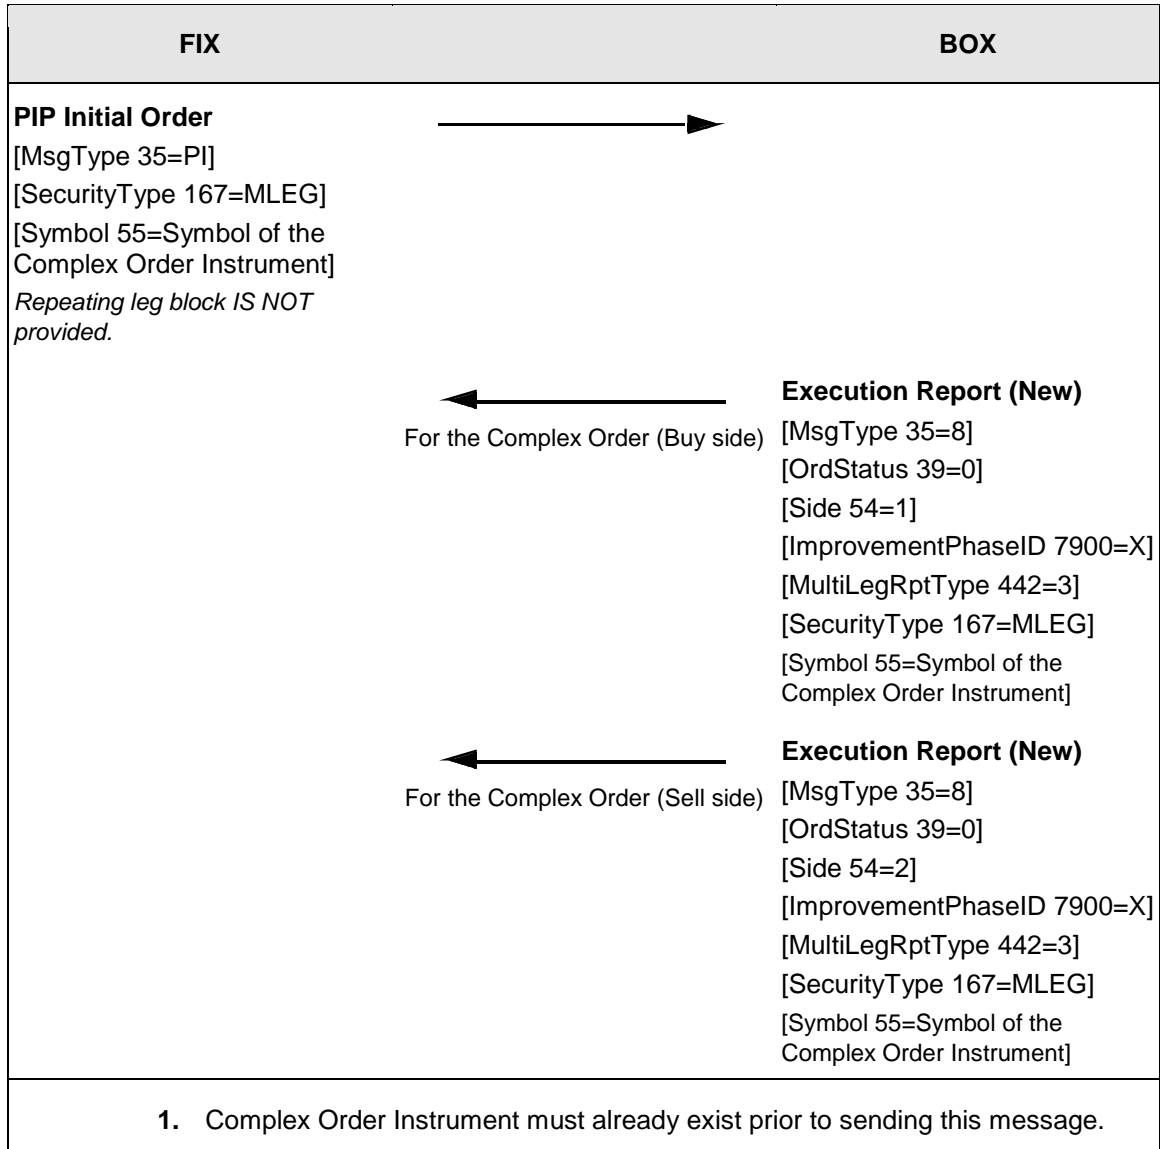 FIX
BOX
PIP Initial Order
[MsgType 35=PI]
[SecurityType 167=MLEG]
[Symbol 55=Symbol of the
Complex Order Instrument]
Repeating leg block IS NOT
provided.
Execution Report (New)
For the Complex Order (Buy side)
[MsgType 35=8]
[OrdStatus 39=0]
[Side 54=1]
[ImprovementPhaseID 7900=X]
[MultiLegRptType 442=3]
[SecurityType 167=MLEG]
[Symbol 55=Symbol of the
Complex Order Instrument]
Execution Report (New)
For the Complex Order (Sell side)
[MsgType 35=8]
[OrdStatus 39=0]
[Side 54=2]
[ImprovementPhaseID 7900=X]
[MultiLegRptType 442=3]
[SecurityType 167=MLEG]
[Symbol 55=Symbol of the
Complex Order Instrument]
1. Complex Order Instrument must already exist prior to sending this message.